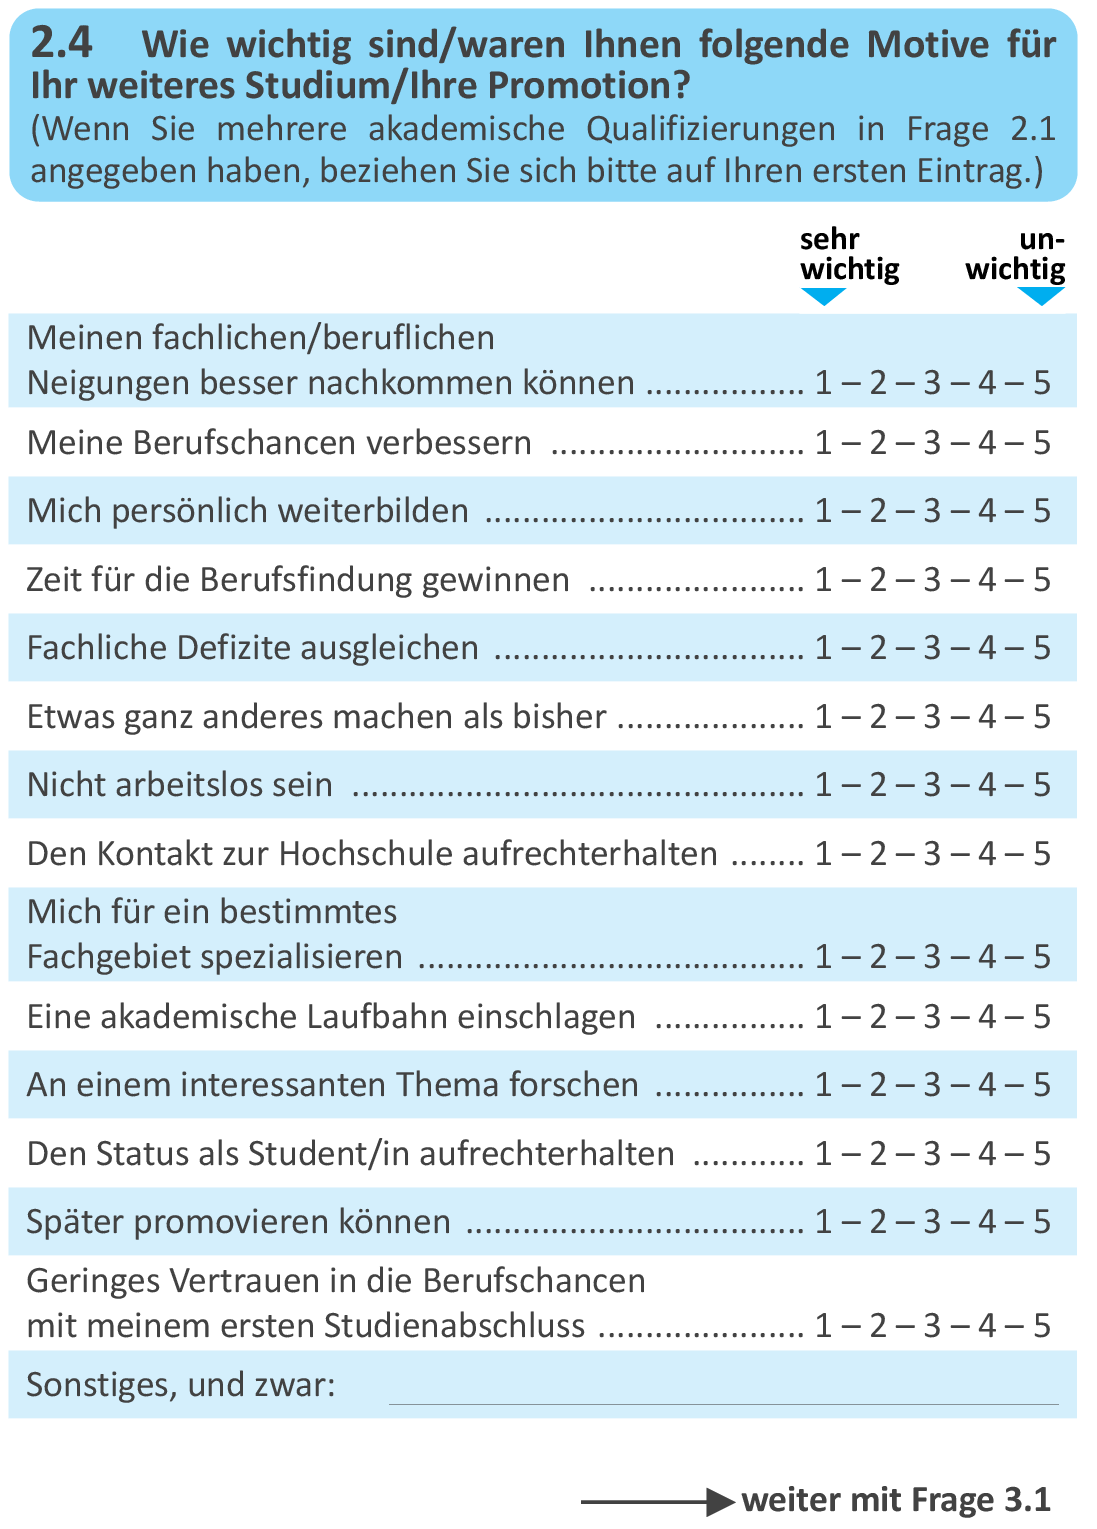 2.4 Wie wichtig sind/waren Ihnen folgende Motive für
Ihr weiteres Studium/Ihre Promotion?
(Wenn Sie mehrere akademische Qualifizierungen in Frage 2.1
angegeben haben, beziehen Sie sich bitte auf Ihren ersten Eintrag.)
sehr un-
wichtig wichtig
Meinen fachlichen/beruflichen
Neigungen besser nachkommen können ................. 1 – 2 – 3 – 4 – 5
Meine Berufschancen verbessern ........................... 1 – 2 – 3 – 4 – 5
Mich persönlich weiterbilden .................................. 1 – 2 – 3 – 4 – 5
Zeit für die Berufsfindung gewinnen ....................... 1 – 2 – 3 – 4 – 5
Fachliche Defizite ausgleichen ................................. 1 – 2 – 3 – 4 – 5
Etwas ganz anderes machen als bisher .................... 1 – 2 – 3 – 4 – 5
Nicht arbeitslos sein ................................................ 1 – 2 – 3 – 4 – 5
Den Kontakt zur Hochschule aufrechterhalten ........ 1 – 2 – 3 – 4 – 5
Mich für ein bestimmtes
Fachgebiet spezialisieren ......................................... 1 – 2 – 3 – 4 – 5
Eine akademische Laufbahn einschlagen ................ 1 – 2 – 3 – 4 – 5
An einem interessanten Thema forschen ................ 1 – 2 – 3 – 4 – 5
Den Status als Student/in aufrechterhalten ............ 1 – 2 – 3 – 4 – 5
Später promovieren können .................................... 1 – 2 – 3 – 4 – 5
Geringes Vertrauen in die Berufschancen
mit meinem ersten Studienabschluss ...................... 1 – 2 – 3 – 4 – 5
Sonstiges, und zwar:
weiter mit Frage 3.1